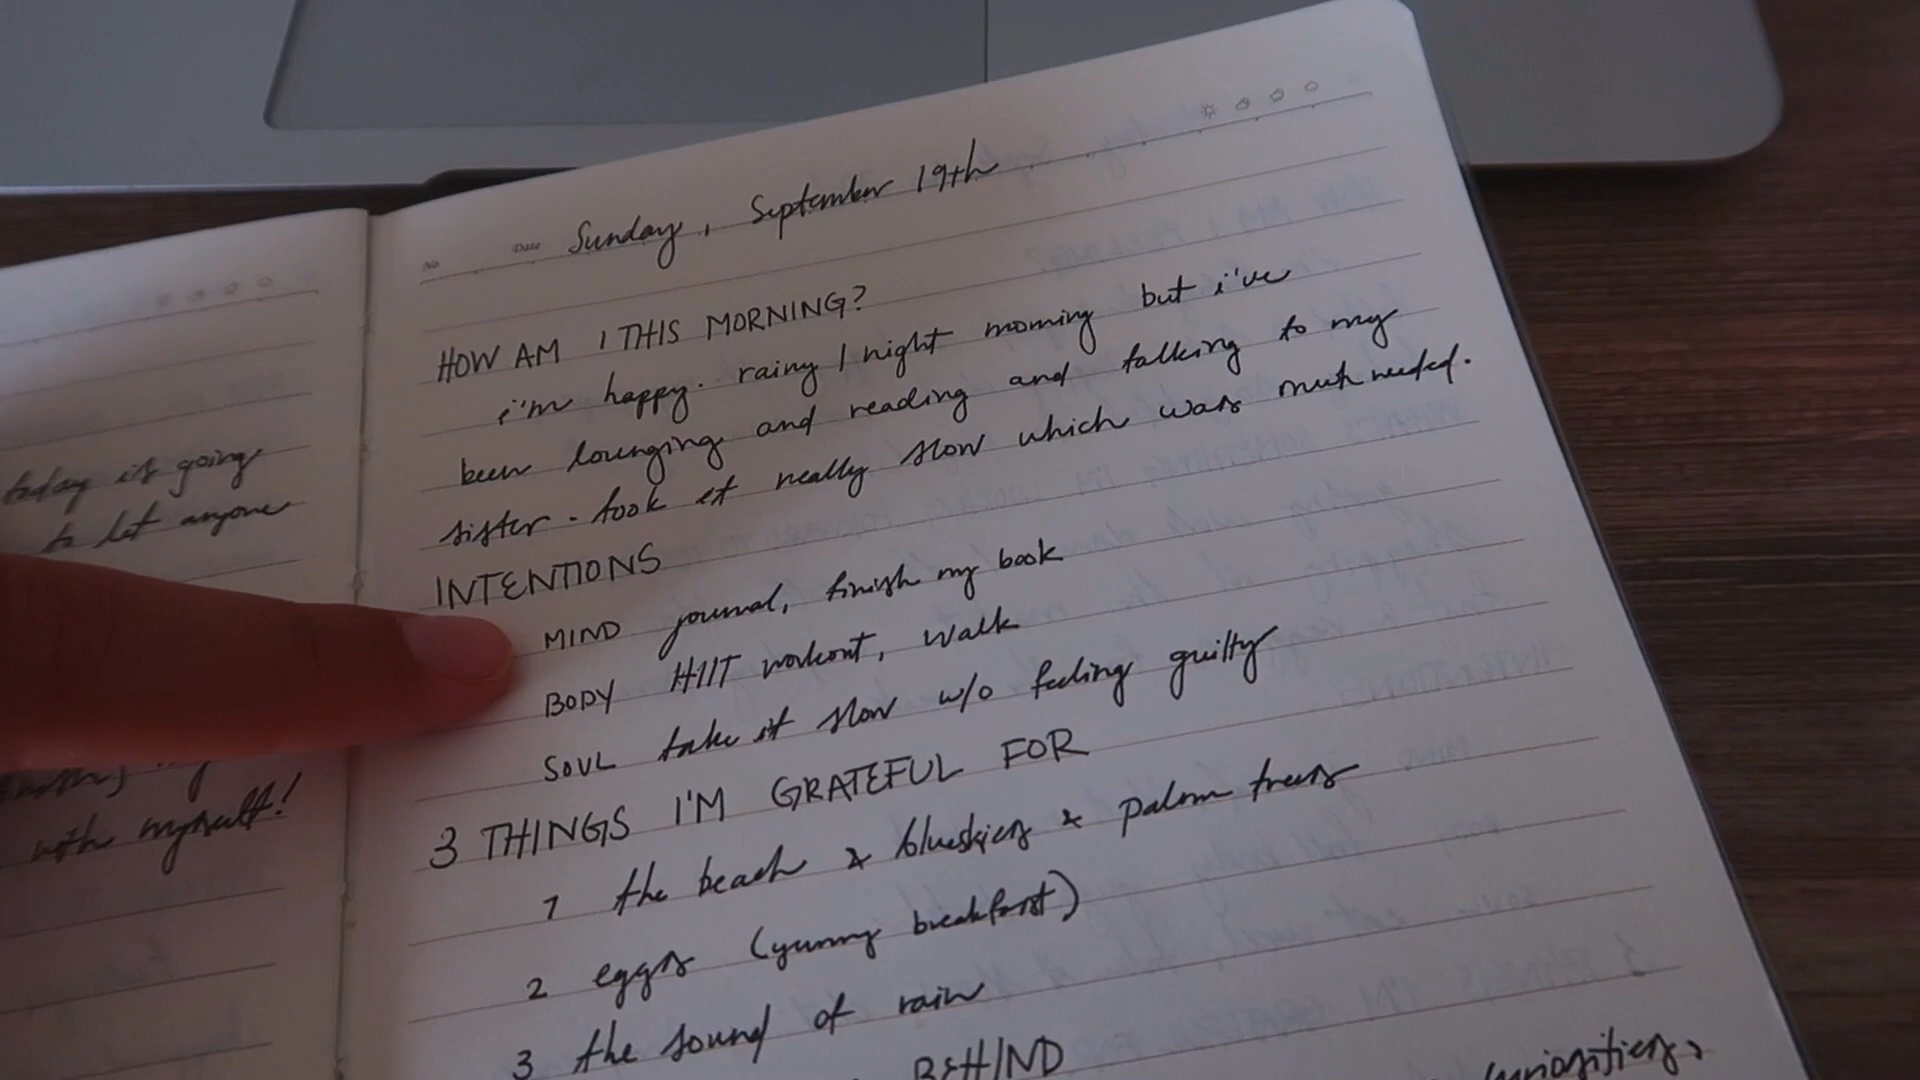 today is going
to let anyone
with myself!
No
Date Sunday, September 19th
HOW AM I THIS MORNING?
i'm happy. rainy / night morning but i've
been lounging and reading and talking to my
sister - took it really slow which was much needed.
INTENTIONS
MIND journal, finish my book
BODY HIIT workout, walk
SOUL take it slow w/o feeling guilty
3 THINGS I'M GRATEFUL FOR
1 the beach & blueskies & palm trees
2 eggs (yummy breakfast)
3 the sound of rain
BEHIND
curiosities,